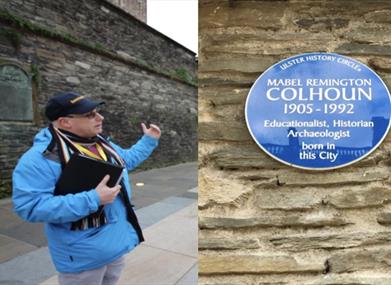 ULSTER HISTORY CIRCLE
MABEL REMINGTON
COLHOUN
1905 - 1992
Educationalist, Historian
Archaeologist
born in
this City